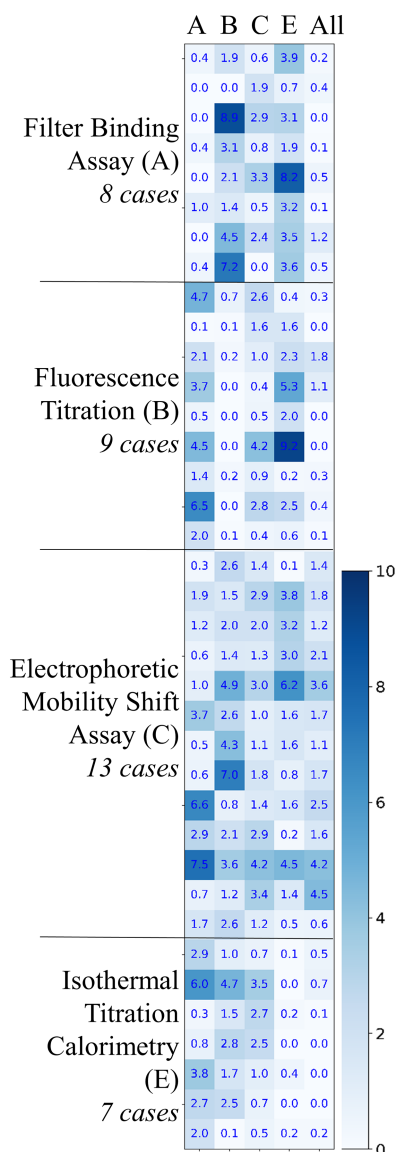 A B C E All
0.4 1.9 0.6 3.9 0.2
0.0 0.0 1.9 0.7 0.4
0.0 8.9 2.9 3.1 0.0
0.4 3.1 0.8 1.9 0.1
0.0 2.1 3.3 8.2 0.5
1.0 1.4 0.5 3.2 0.1
0.0 4.5 2.4 3.5 1.2
0.4 7.2 0.0 3.6 0.5
Filter Binding
Assay (A)
8 cases
4.7 0.7 2.6 0.4 0.3
0.1 0.1 1.6 1.6 0.0
2.1 0.2 1.0 2.3 1.8
3.7 0.0 0.4 5.3 1.1
0.5 0.0 0.5 2.0 0.0
4.5 0.0 4.2 9.2 0.0
1.4 0.2 0.9 0.2 0.3
6.5 0.0 2.8 2.5 0.4
2.0 0.1 0.4 0.6 0.1
Fluorescence
Titration (B)
9 cases
0.3 2.6 1.4 0.1 1.4
1.9 1.5 2.9 3.8 1.8
1.2 2.0 2.0 3.2 1.2
0.6 1.4 1.3 3.0 2.1
1.0 4.9 3.0 6.2 3.6
3.7 2.6 1.0 1.6 1.7
0.5 4.3 1.1 1.6 1.1
0.6 7.0 1.8 0.8 1.7
6.6 0.8 1.4 1.6 2.5
2.9 2.1 2.9 0.2 1.6
7.5 3.6 4.2 4.5 4.2
0.7 1.2 3.4 1.4 4.5
1.7 2.6 1.2 0.5 0.6
Electrophoretic
Mobility Shift
Assay (C)
13 cases
2.9 1.0 0.7 0.1 0.5
6.0 4.7 3.5 0.0 0.7
0.3 1.5 2.7 0.2 0.1
0.8 2.8 2.5 0.0 0.0
3.8 1.7 1.0 0.4 0.0
2.7 2.5 0.7 0.0 0.0
2.0 0.1 0.5 0.2 0.2
Isothermal
Titration
Calorimetry
(E)
7 cases
10
8
6
4
2
0